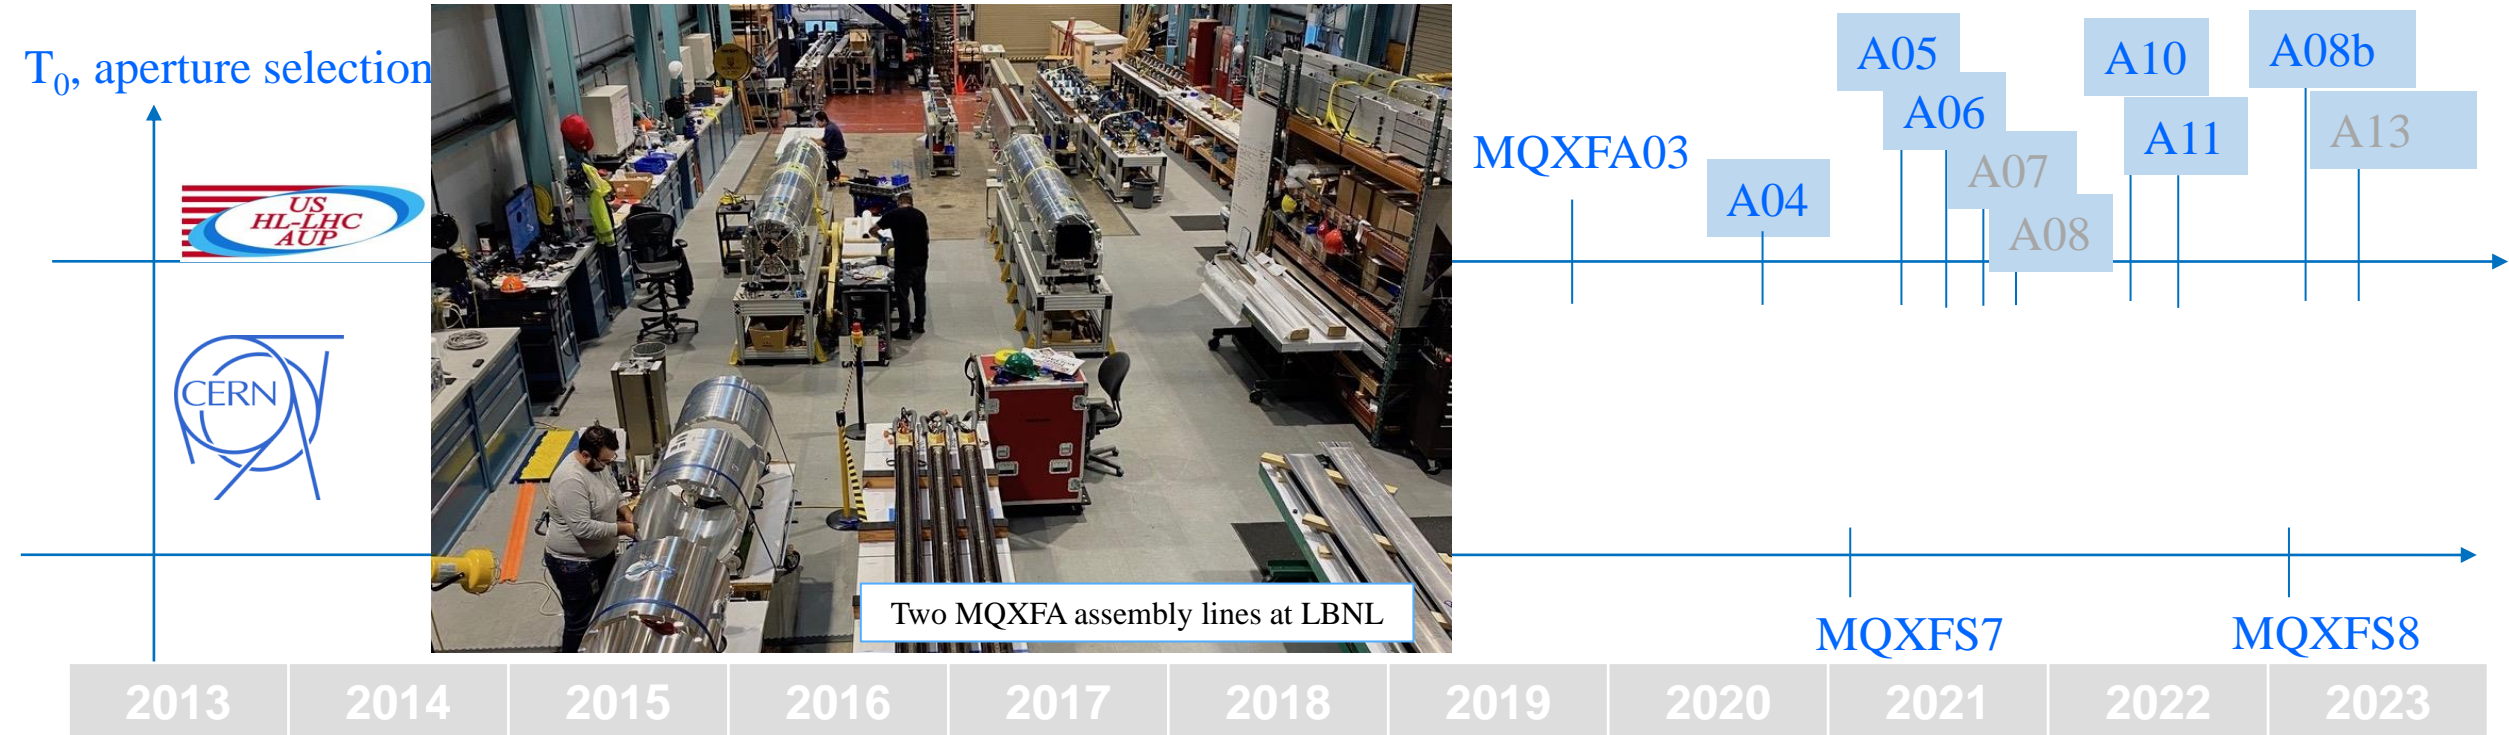 T₀, aperture selection
US
HL-LHC
AUP
CERN
MQXFA03
A04
A05
A06
A07
A08
A10
A11
A08b
A13
Two MQXFA assembly lines at LBNL
MQXFS7
MQXFS8
2013 2014 2015 2016 2017 2018 2019 2020 2021 2022 2023